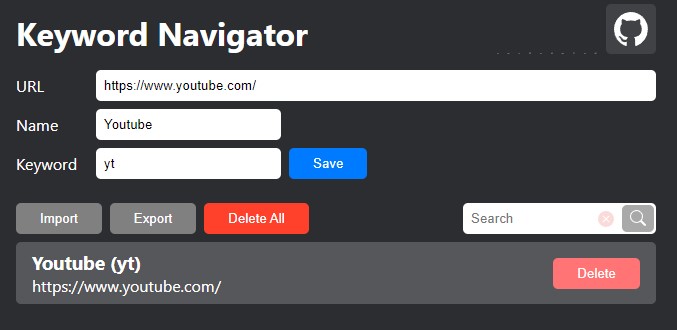 Keyword Navigator
URL https://www.youtube.com/
Name Youtube
Keyword yt Save
Import Export Delete All Search
Youtube (yt) Delete
https://www.youtube.com/